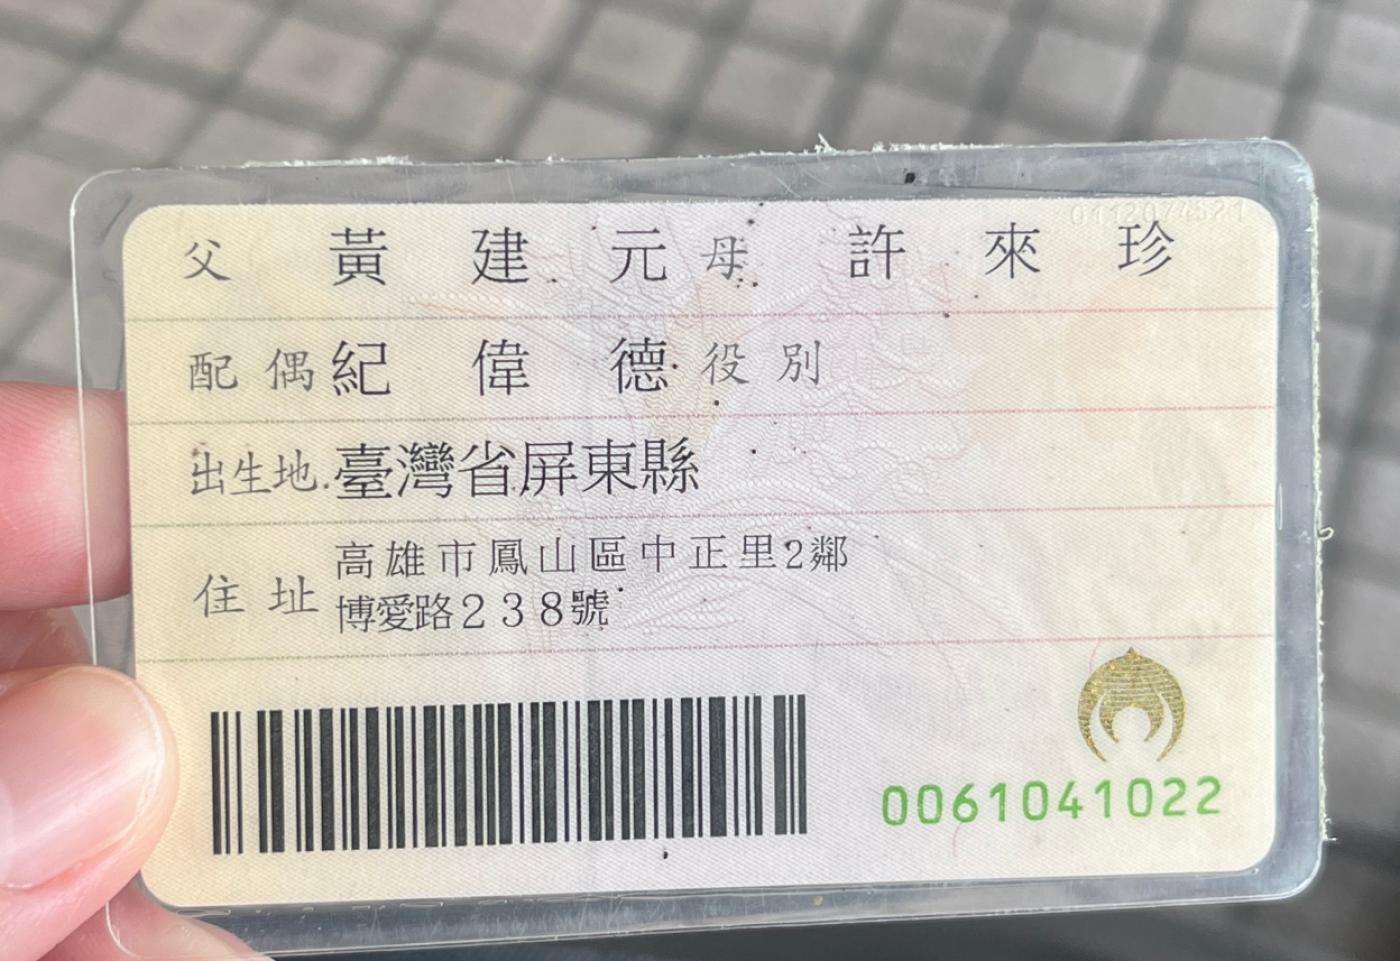 父 黃建元 母 許來珍
配偶 紀偉德 役別
出生地 臺灣省屏東縣
住址 高雄市鳳山區中正里2鄰
博愛路238號
0061041022